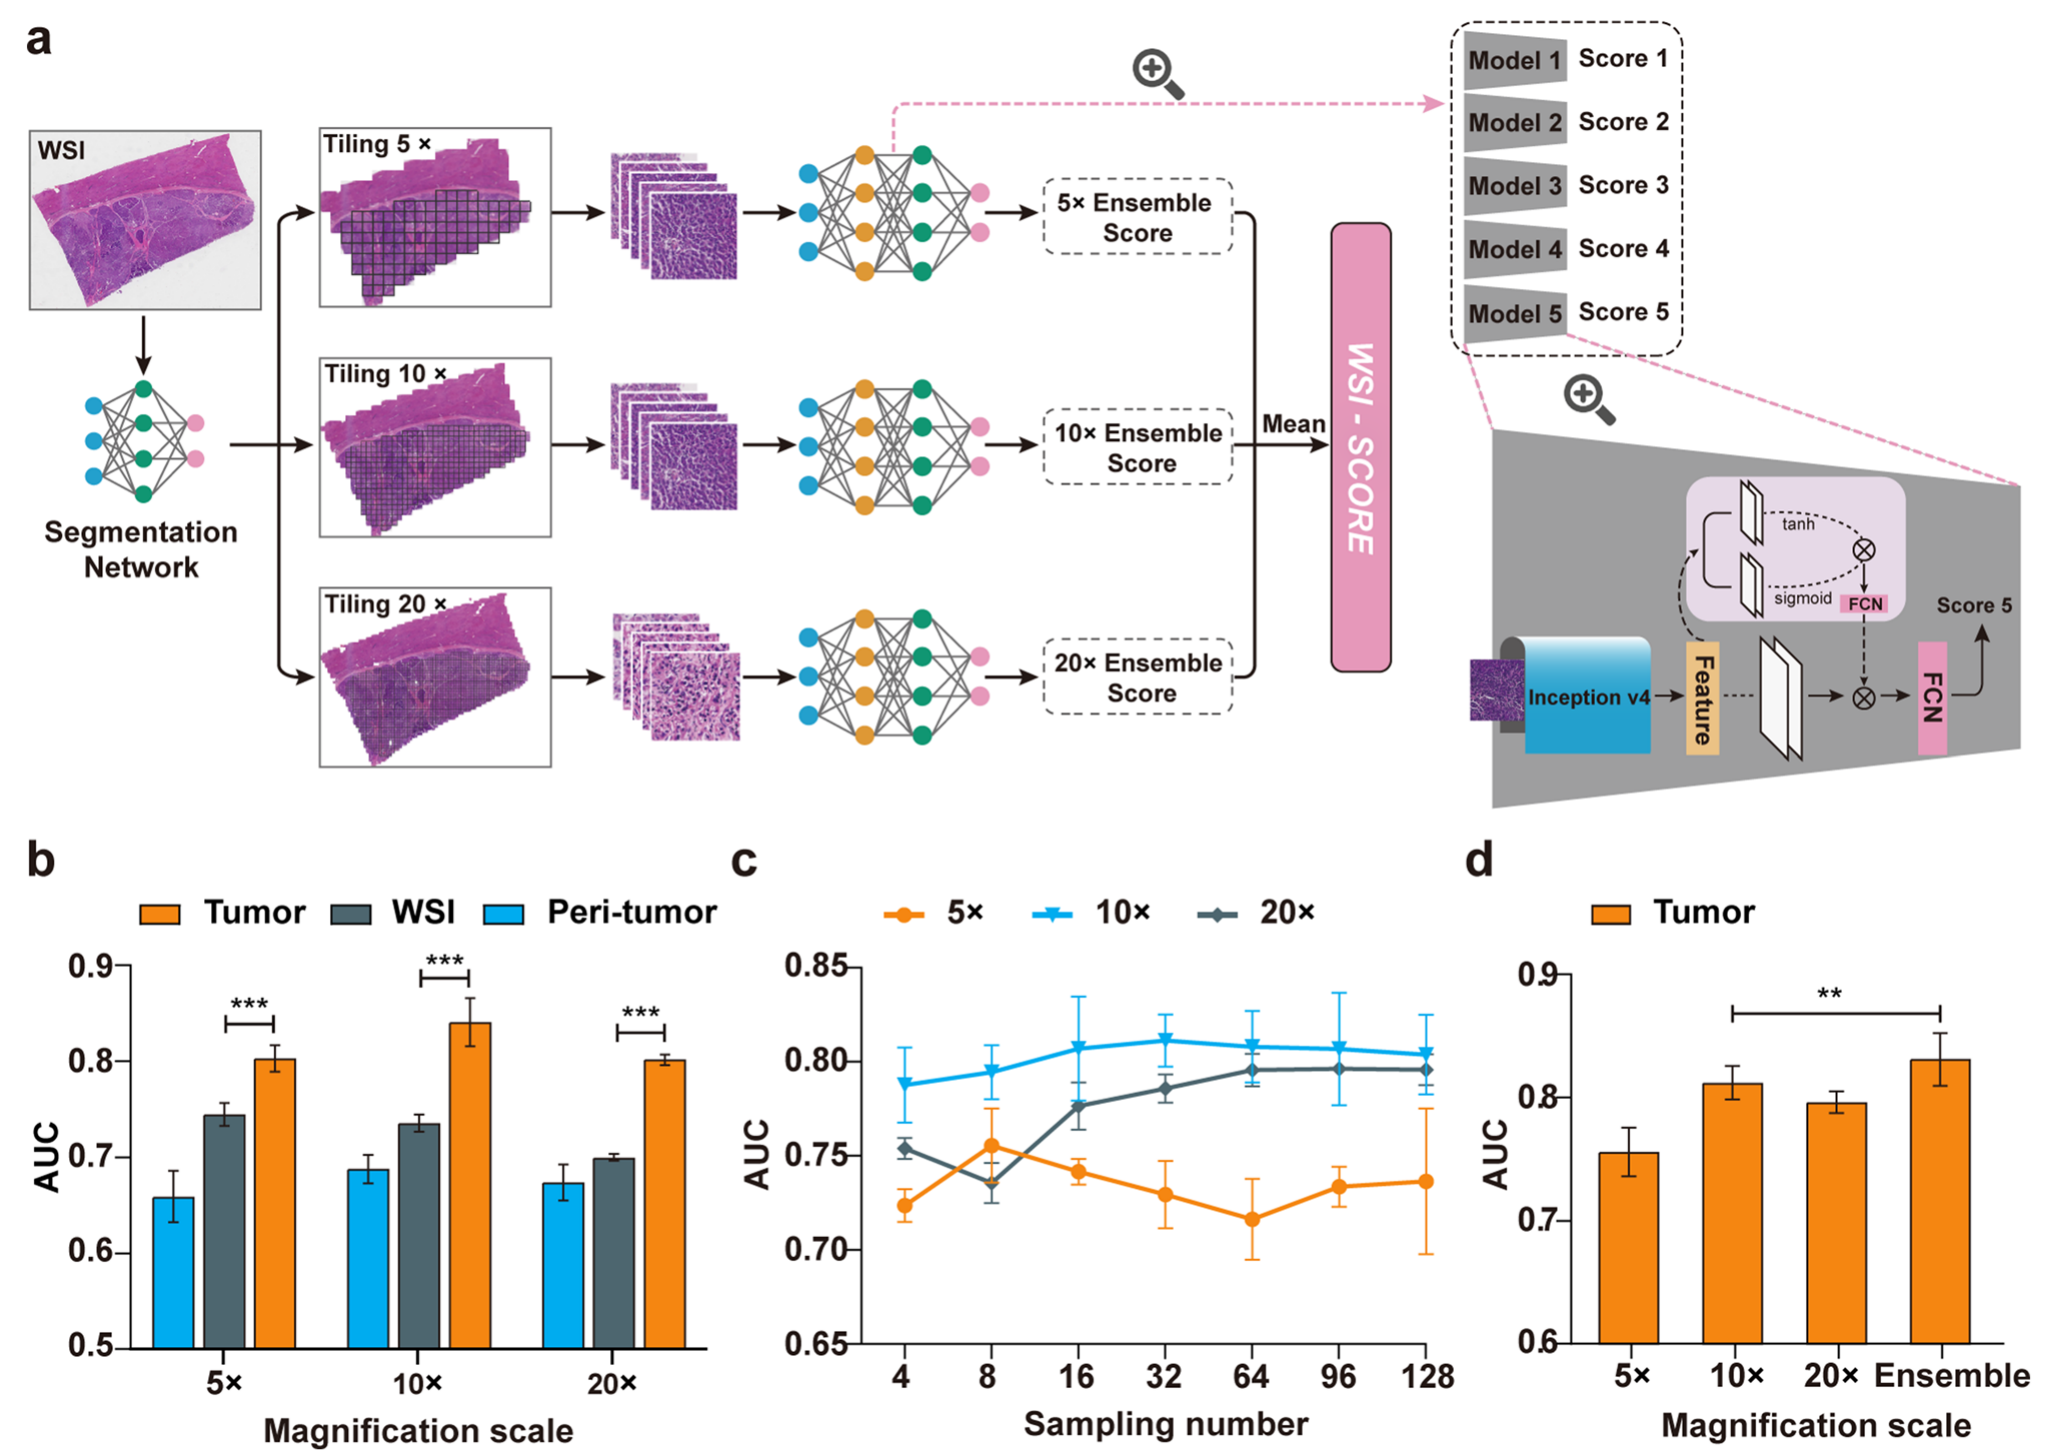 a
WSI
Segmentation
Network
Tiling 5 ×
Tiling 10 ×
Tiling 20 ×
5× Ensemble
Score
10× Ensemble
Score
20× Ensemble
Score
Mean
WSI - SCORE
Model 1 Score 1
Model 2 Score 2
Model 3 Score 3
Model 4 Score 4
Model 5 Score 5
tanh
sigmoid
FCN
Score 5
Inception v4
Feature
FCN
b
Tumor WSI Peri-tumor
AUC
0.9
0.8
0.7
0.6
0.5
***
***
***
5× 10× 20×
Magnification scale
c
5× 10× 20×
AUC
0.85
0.80
0.75
0.70
0.65
4 8 16 32 64 96 128
Sampling number
d
Tumor
AUC
0.9
0.8
0.7
0.6
**
5× 10× 20× Ensemble
Magnification scale